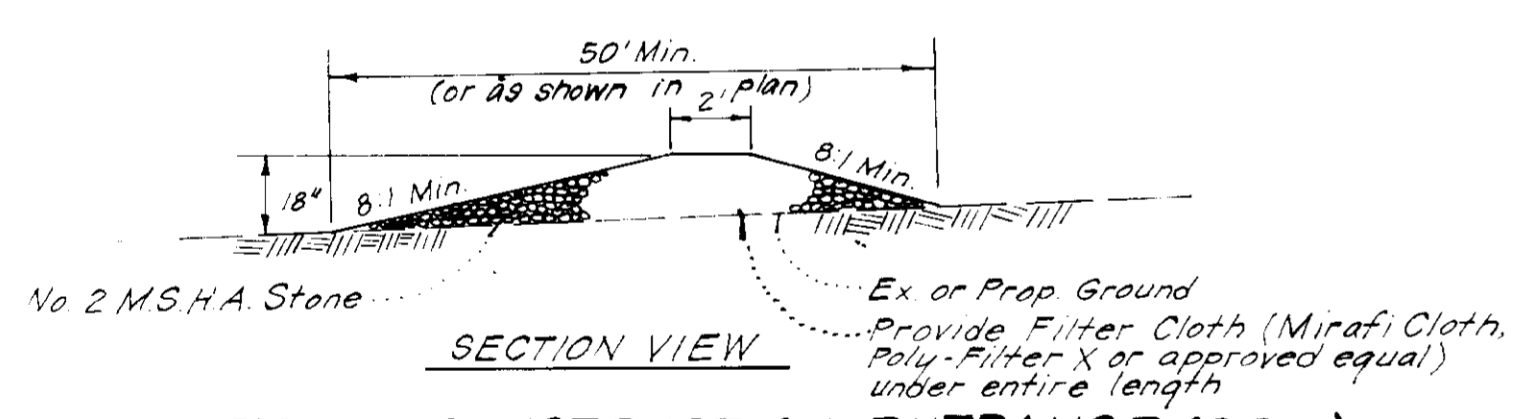 50' Min.
(or as shown in plan)
2'
18"
8:1 Min.
8:1 Min.
No. 2 M.S.H.A. Stone
Ex. or Prop. Ground
Provide Filter Cloth (Mirafi Cloth,
Poly-Filter X or approved equal)
under entire length
SECTION VIEW